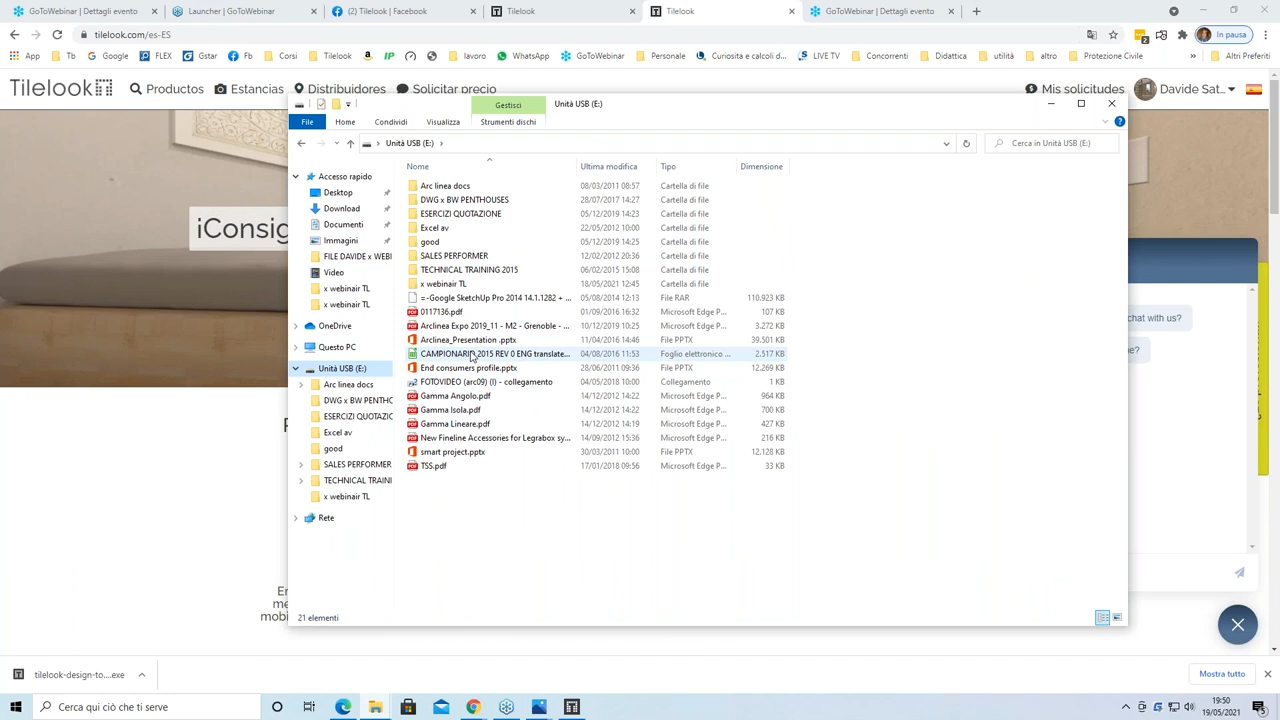 GoToWebinar | Dettagli evento
Launcher | GoToWebinar
Tilelook | Facebook
Tilelook
Tilelook
GoToWebinar | Dettagli evento
tilelook.com/es-ES
In pausa
App
Tb
Google
FLEX
Gstar
Fb
Corsi
Tilelook
IP
lavoro
WhatsApp
GoToWebinar
Personale
Curiosita e calcoli d...
LIVE TV
Concorrenti
Didattica
utilità
altro
Protezione Civile
»
Altri Preferiti
Tilelook
Productos
Estancias
Distribuidores
Solicitar precio
Mis solicitudes
Davide Sat...
Gestisci
Unità USB (E:)
File
Home
Condividi
Visualizza
Strumenti dischi
Unità USB (E:)
Cerca in Unità USB (E:)
Nome
Ultima modifica
Tipo
Dimensione
Accesso rapido
Desktop
Download
Documenti
Immagini
FILE DAVIDE x WEBI
Video
x webinair TL
x webinair TL
OneDrive
Questo PC
Unità USB (E:)
Arc linea docs
DWG x BW PENTHO
ESERCIZI QUOTAZIO
Excel av
good
SALES PERFORMER
TECHNICAL TRAINI
x webinair TL
Rete
Arc linea docs 08/03/2011 08:57 Cartella di file
DWG x BW PENTHOUSES 28/07/2017 14:27 Cartella di file
ESERCIZI QUOTAZIONE 05/12/2019 14:23 Cartella di file
Excel av 22/05/2012 09:00 Cartella di file
good 05/12/2019 14:25 Cartella di file
SALES PERFORMER 12/02/2012 20:36 Cartella di file
TECHNICAL TRAINING 2015 06/02/2015 15:08 Cartella di file
x webinair TL 18/05/2021 12:45 Cartella di file
=-Google SketchUp Pro 2014 14.1.1282 + ... 05/08/2014 12:13 File RAR 110.923 KB
0117136.pdf 01/09/2016 16:32 Microsoft Edge P... 107 KB
Arclinea Expo 2019_11 - M2 - Grenoble - ... 10/12/2019 10:25 Microsoft Edge P... 3.272 KB
Arclinea_Presentation .pptx 11/04/2016 14:46 File PPTX 39.501 KB
CAMPIONARIO 2015 REV 0 ENG translate... 04/08/2016 11:53 Foglio elettronico ... 2.517 KB
End consumers profile.pptx 28/06/2011 09:36 File PPTX 12.269 KB
FOTOVIDEO (arc09) (I) - collegamento 04/05/2018 10:00 Collegamento 1 KB
Gamma Angolo.pdf 14/12/2012 14:22 Microsoft Edge P... 964 KB
Gamma Isola.pdf 14/12/2012 14:22 Microsoft Edge P... 700 KB
Gamma Lineare.pdf 14/12/2012 14:19 Microsoft Edge P... 427 KB
New Fineline Accessories for Legrabox sy... 14/09/2012 15:36 Microsoft Edge P... 216 KB
smart project.pptx 30/03/2011 10:00 File PPTX 12.128 KB
TSS.pdf 17/01/2018 09:56 Microsoft Edge P... 33 KB
21 elementi
iConsig
chat with us?
e?
P
En
me
mobi
tilelook-design-to....exe
Mostra tutto
Cerca qui ciò che ti serve
19:50
19/05/2021